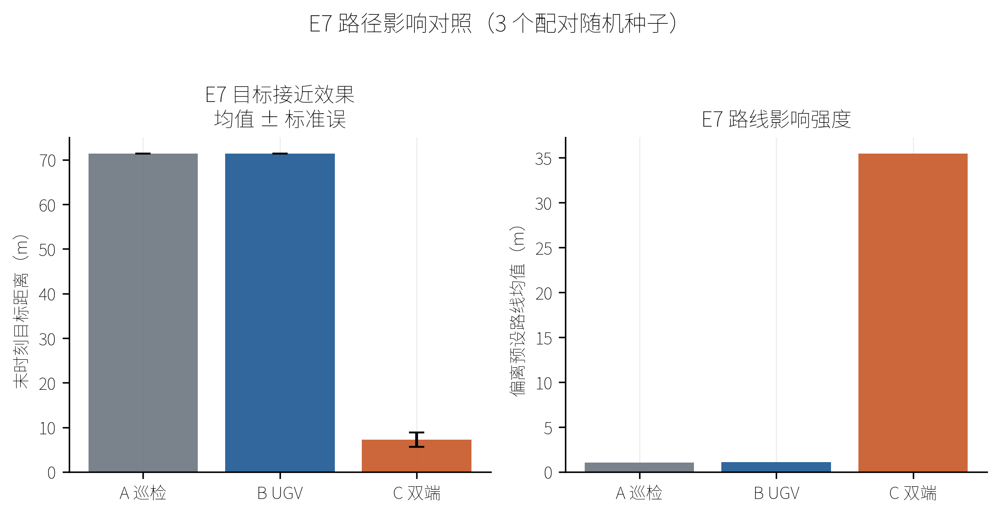 E7 路径影响对照（3 个配对随机种子）
E7 目标接近效果
均值 ± 标准误
末时刻目标距离（m）
70
60
50
40
30
20
10
0
A 巡检
B UGV
C 双端
E7 路线影响强度
偏离预设路线均值（m）
35
30
25
20
15
10
5
0
A 巡检
B UGV
C 双端